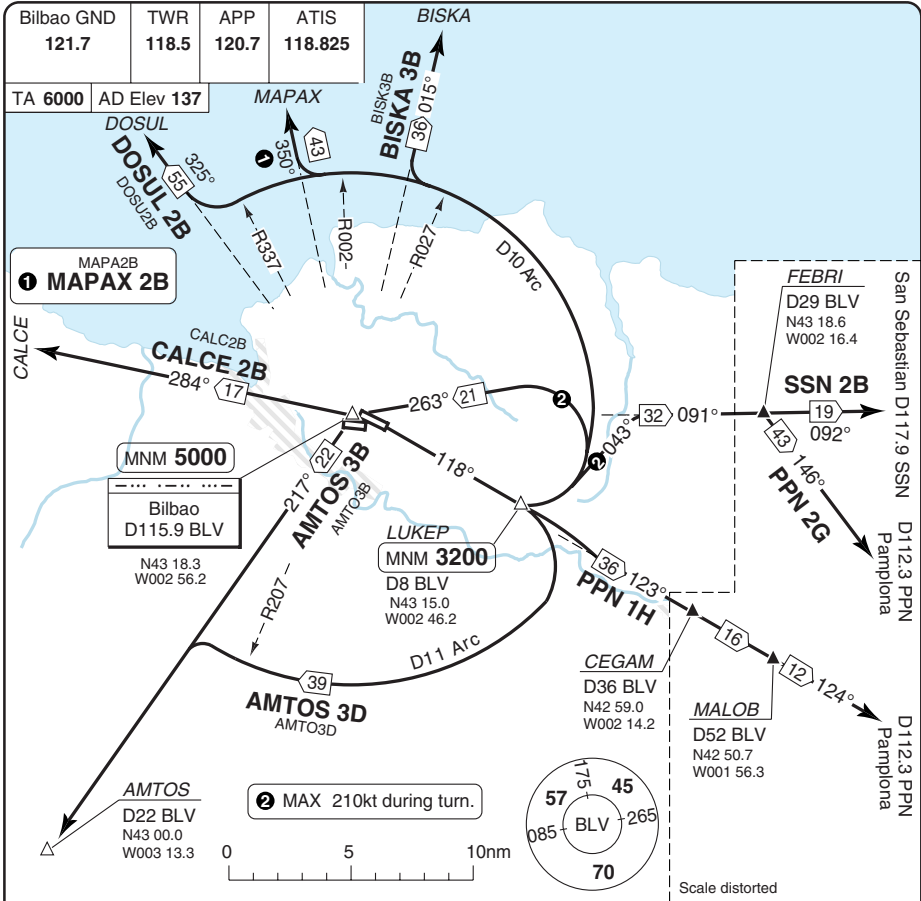 Bilbao GND
121.7
TWR
118.5
APP
120.7
ATIS
118.825
TA 6000
AD Elev 137
BISKA
BISK3B
BISKA 3B
36
015°
MAPAX
43
350°
1
DOSUL
DOSUL 2B
DOSU2B
55
325°
R337
R002
R027
D10 Arc
MAPA2B
1 MAPAX 2B
CALCE
CALC2B
CALCE 2B
284°
17
263°
21
2
2
043°
32
091°
FEBRI
D29 BLV
N43 18.6
W002 16.4
SSN 2B
19
092°
43
146°
PPN 2G
San Sebastian D117.9 SSN
D112.3 PPN
Pamplona
MNM 5000
Bilbao
D115.9 BLV
N43 18.3
W002 56.2
22
217°
AMTOS 3B
AMTO3B
118°
LUKEP
MNM 3200
D8 BLV
N43 15.0
W002 46.2
36
123°
PPN 1H
R207
D11 Arc
39
AMTOS 3D
AMTO3D
CEGAM
D36 BLV
N42 59.0
W002 14.2
16
MALOB
D52 BLV
N42 50.7
W001 56.3
12
124°
D112.3 PPN
Pamplona
AMTOS
D22 BLV
N43 00.0
W003 13.3
2 MAX 210kt during turn.
0
5
10nm
175
57
45
085
BLV
265
70
Scale distorted